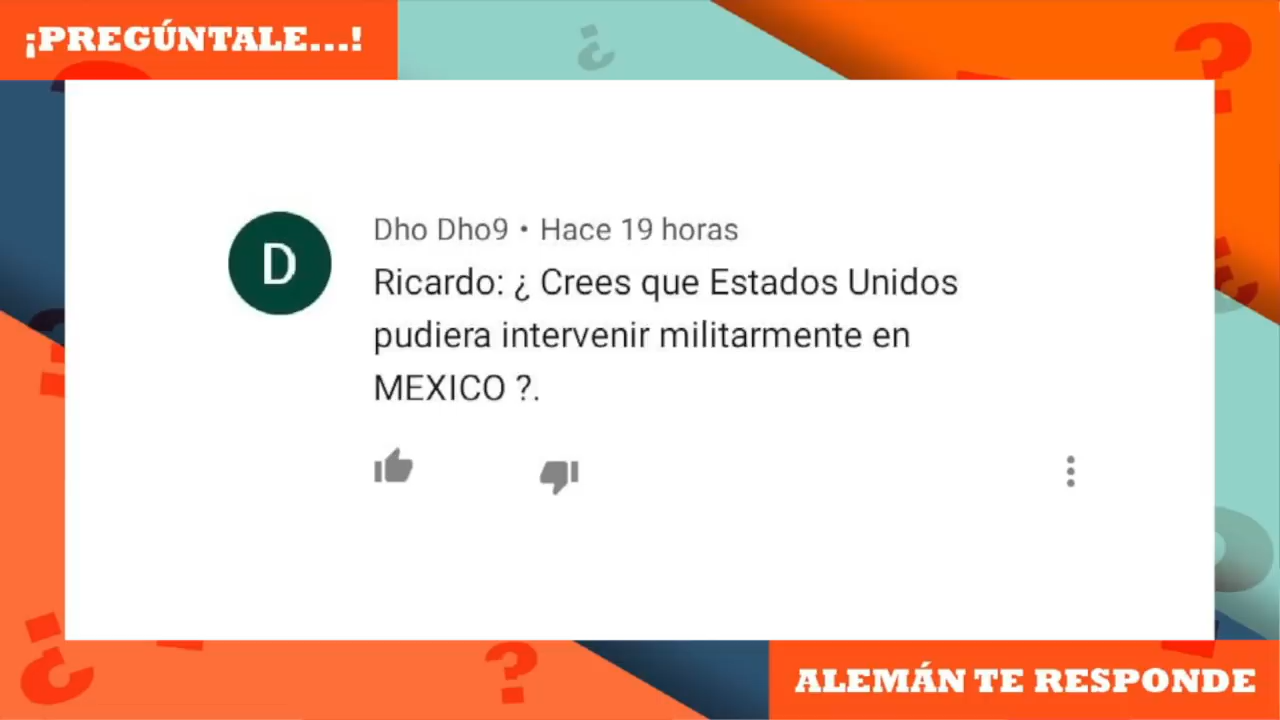 ¡PREGÚNTALE...!
D
Dho Dho9 • Hace 19 horas
Ricardo: ¿ Crees que Estados Unidos
pudiera intervenir militarmente en
MEXICO ?.
ALEMÁN TE RESPONDE